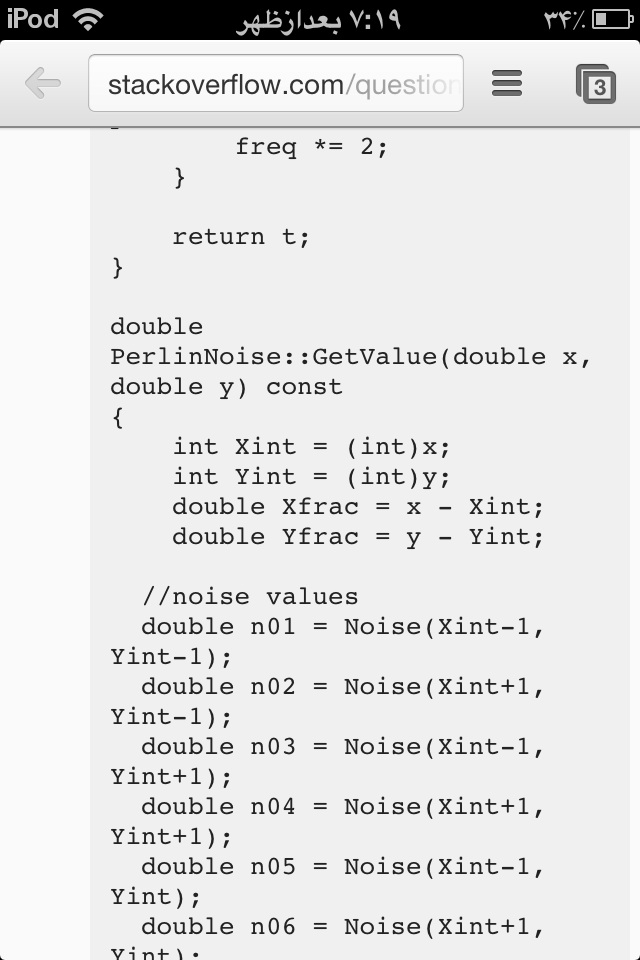 iPod ۷:۱۹ بعدازظهر ۳۴٪
stackoverflow.com/question
3
freq *= 2;
}
return t;
}
double
PerlinNoise::GetValue(double x,
double y) const
{
int Xint = (int)x;
int Yint = (int)y;
double Xfrac = x - Xint;
double Yfrac = y - Yint;
//noise values
double n01 = Noise(Xint-1,
Yint-1);
double n02 = Noise(Xint+1,
Yint-1);
double n03 = Noise(Xint-1,
Yint+1);
double n04 = Noise(Xint+1,
Yint+1);
double n05 = Noise(Xint-1,
Yint);
double n06 = Noise(Xint+1,
Yint);